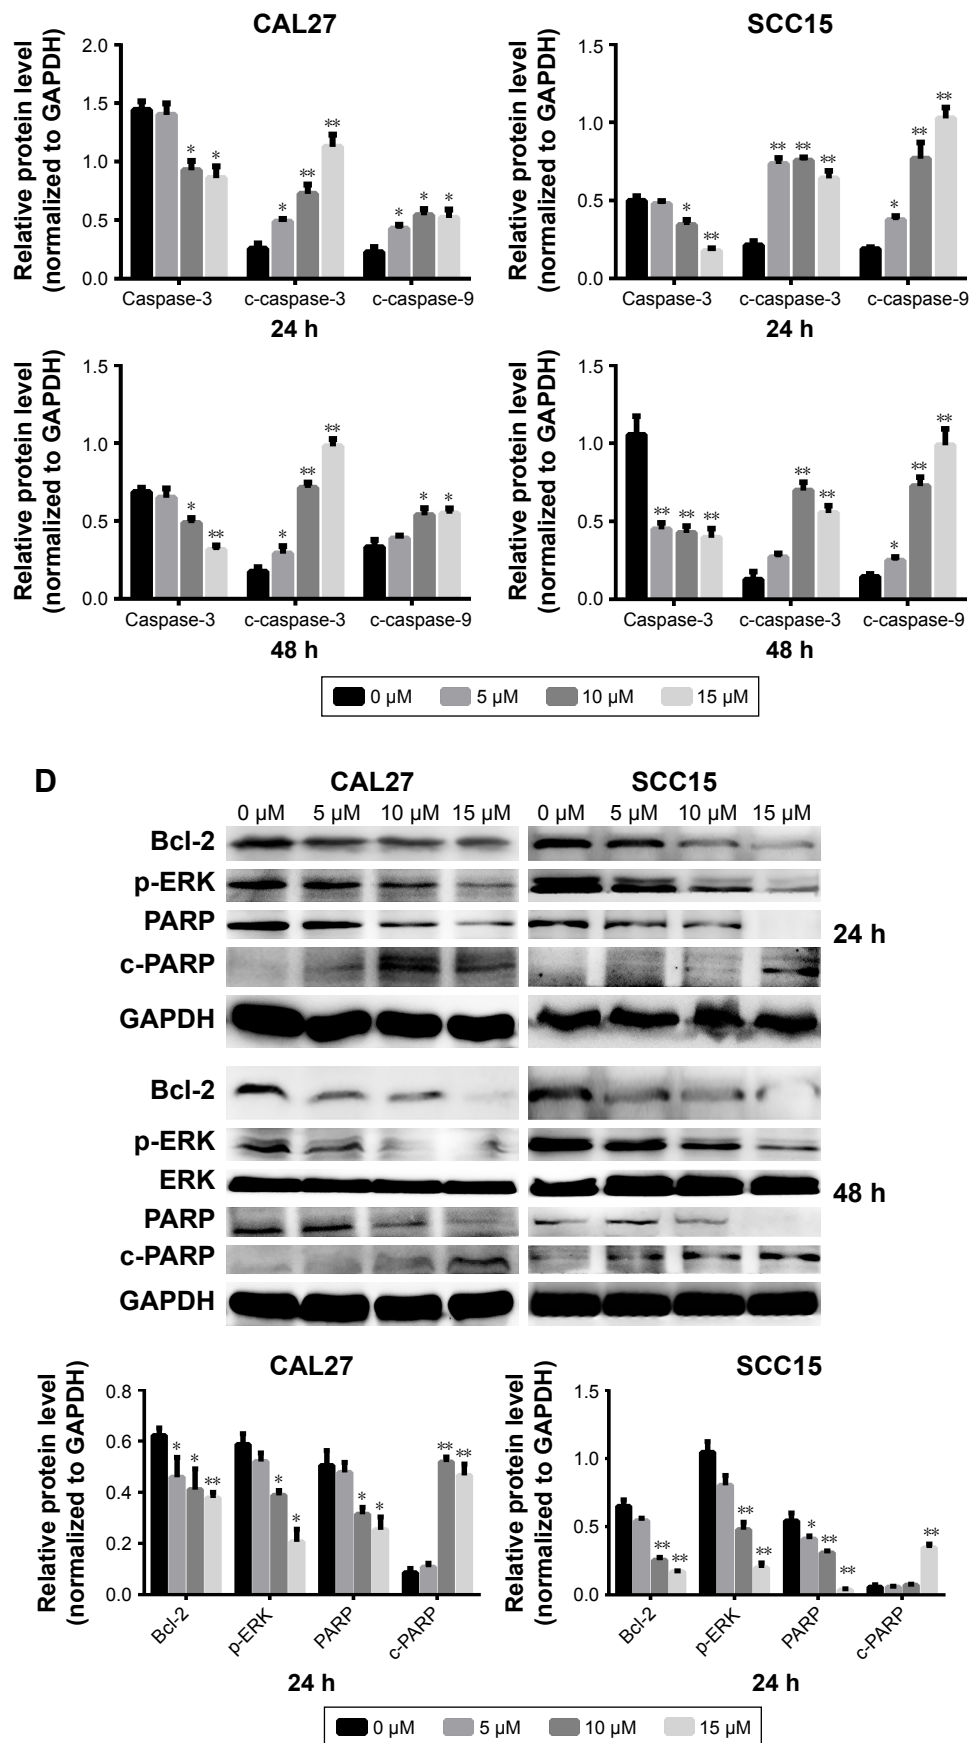 CAL27
Relative protein level
(normalized to GAPDH)
2.0
1.5
1.0
0.5
0.0
* * * ** ** * * *
Caspase-3 c-caspase-3 c-caspase-9
24 h
SCC15
Relative protein level
(normalized to GAPDH)
1.5
1.0
0.5
0.0
* ** ** ** ** * ** **
Caspase-3 c-caspase-3 c-caspase-9
24 h
Relative protein level
(normalized to GAPDH)
1.5
1.0
0.5
0.0
* ** * ** ** * *
Caspase-3 c-caspase-3 c-caspase-9
48 h
Relative protein level
(normalized to GAPDH)
1.5
1.0
0.5
0.0
** ** ** ** ** * ** **
Caspase-3 c-caspase-3 c-caspase-9
48 h
0 µM 5 µM 10 µM 15 µM
D
CAL27 SCC15
0 µM 5 µM 10 µM 15 µM 0 µM 5 µM 10 µM 15 µM
Bcl-2
p-ERK
PARP
24 h
c-PARP
GAPDH
Bcl-2
p-ERK
ERK
48 h
PARP
c-PARP
GAPDH
CAL27
Relative protein level
(normalized to GAPDH)
0.8
0.6
0.4
0.2
0.0
* * ** * * * * ** **
Bcl-2 p-ERK PARP c-PARP
24 h
SCC15
Relative protein level
(normalized to GAPDH)
1.5
1.0
0.5
0.0
** ** ** ** * ** ** **
Bcl-2 p-ERK PARP c-PARP
24 h
0 µM 5 µM 10 µM 15 µM